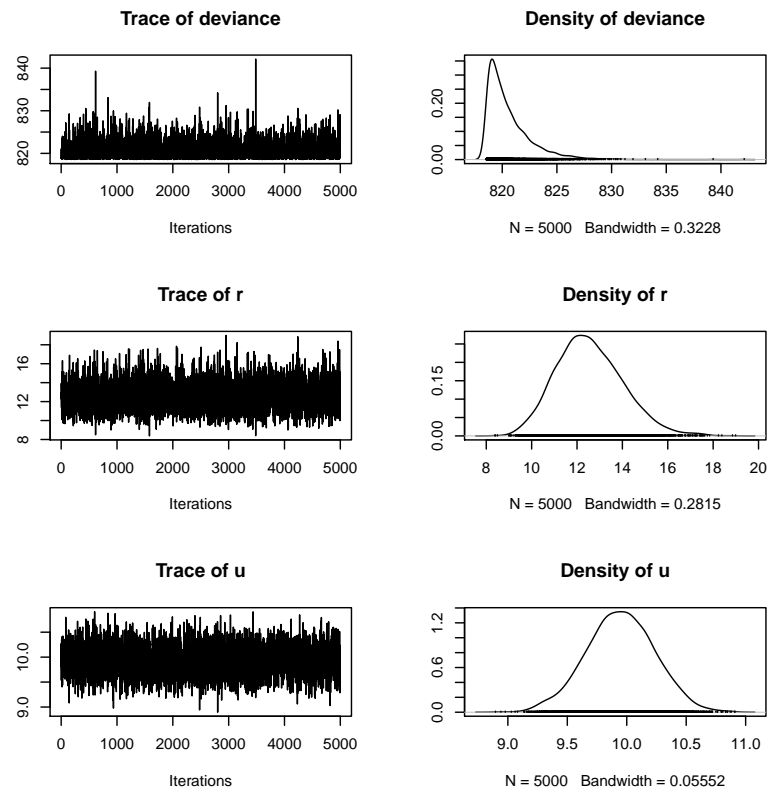 Trace of deviance
820
830
840
0 1000 2000 3000 4000 5000
Iterations
Density of deviance
0.00
0.20
820 825 830 835 840
N = 5000 Bandwidth = 0.3228
Trace of r
8
12
16
0 1000 2000 3000 4000 5000
Iterations
Density of r
0.00
0.15
8 10 12 14 16 18 20
N = 5000 Bandwidth = 0.2815
Trace of u
9.0
10.0
0 1000 2000 3000 4000 5000
Iterations
Density of u
0.0
0.6
1.2
9.0 9.5 10.0 10.5 11.0
N = 5000 Bandwidth = 0.05552